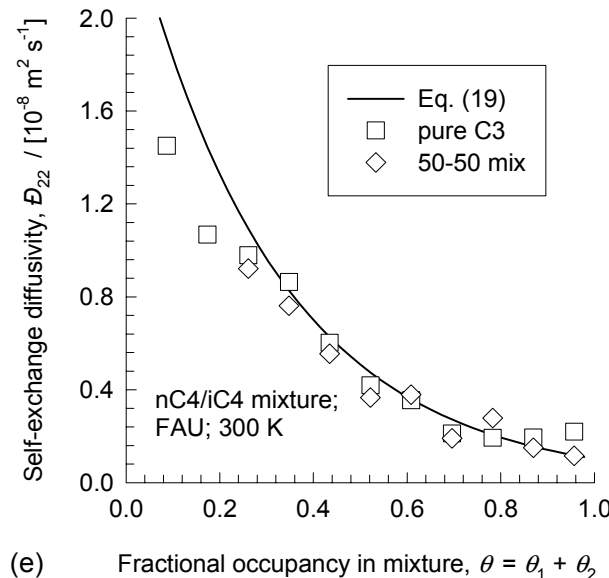 2.0
1.6
1.2
0.8
0.4
0.0
Self-exchange diffusivity, Đ₂₂ / [10⁻⁸ m² s⁻¹]
Eq. (19)
pure C3
50-50 mix
nC4/iC4 mixture;
FAU; 300 K
0.0 0.2 0.4 0.6 0.8 1.0
(e) Fractional occupancy in mixture, θ = θ₁ + θ₂